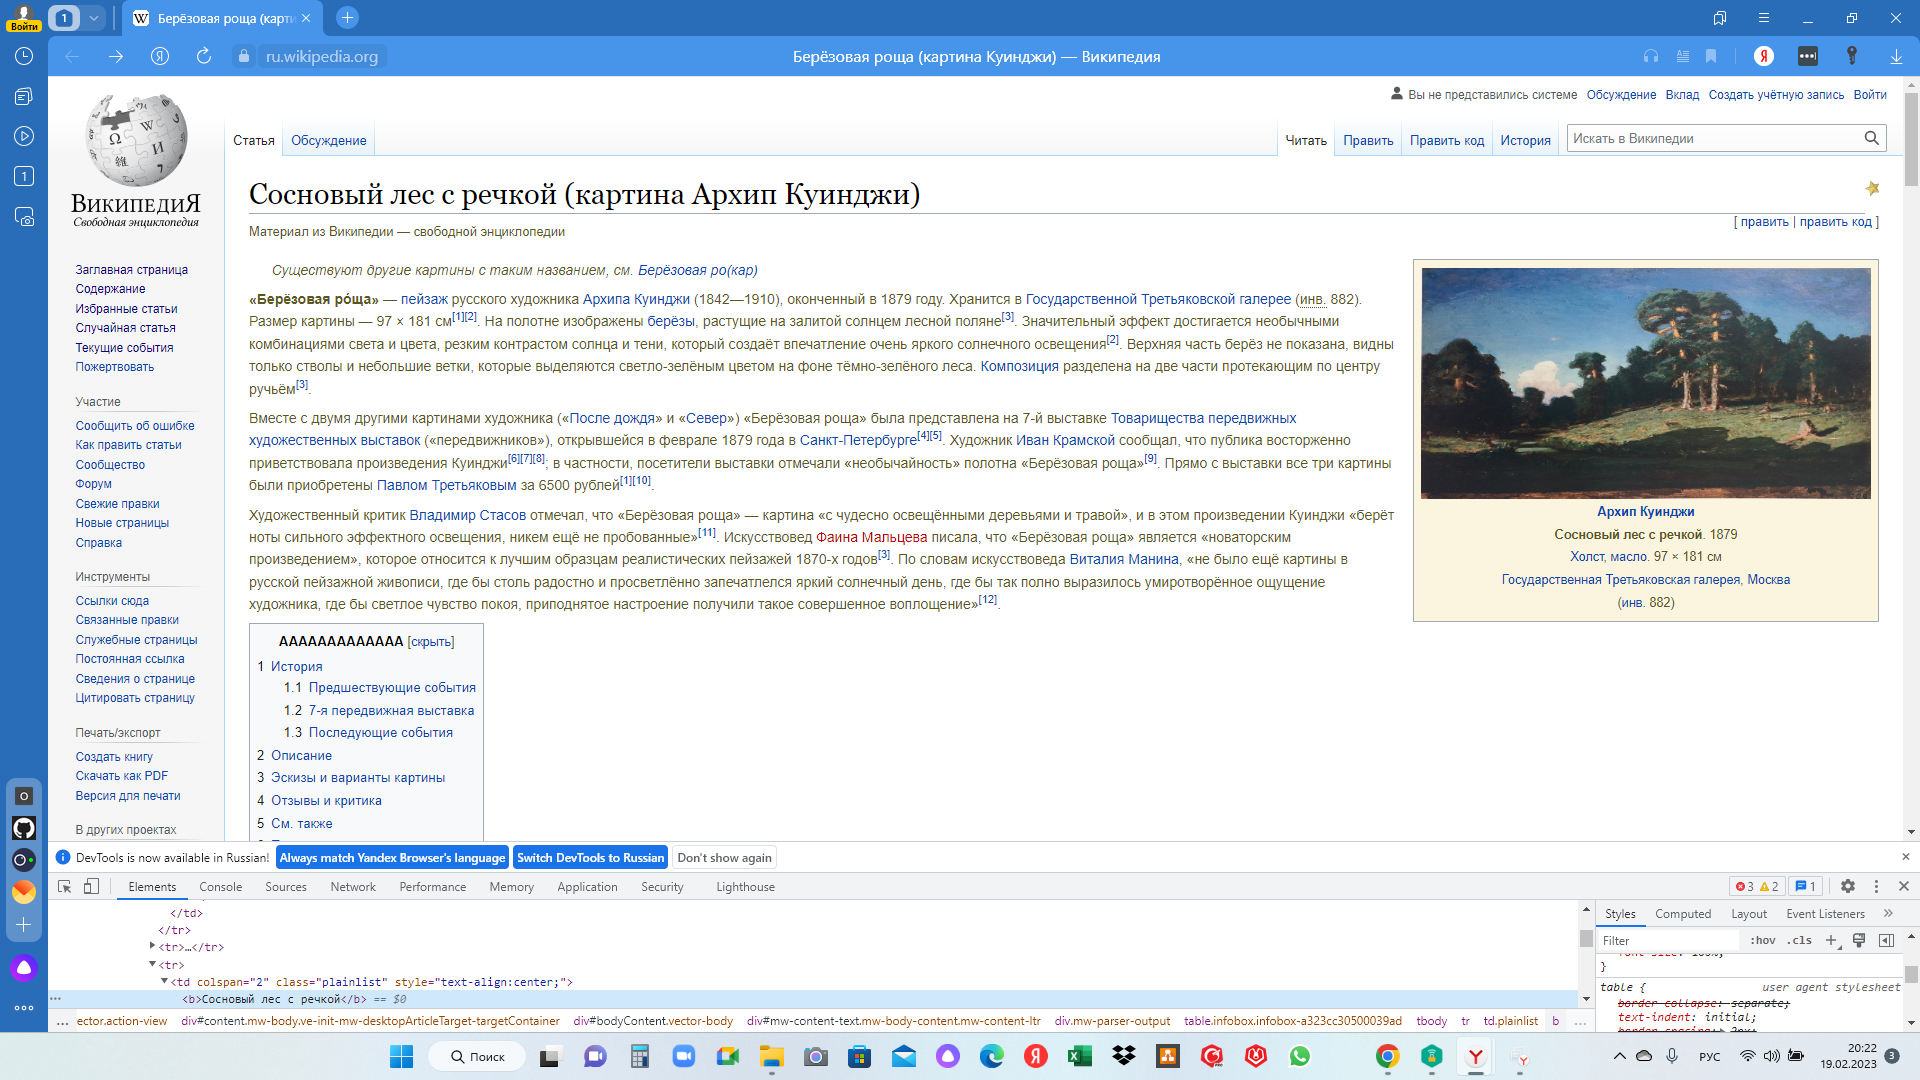 Войти
1
Берёзовая роща (карти
ru.wikipedia.org
Берёзовая роща (картина Куинджи) — Википедия
ВикипедиЯ
Свободная энциклопедия
Заглавная страница
Содержание
Избранные статьи
Случайная статья
Текущие события
Пожертвовать
Участие
Сообщить об ошибке
Как править статьи
Сообщество
Форум
Свежие правки
Новые страницы
Справка
Инструменты
Ссылки сюда
Связанные правки
Служебные страницы
Постоянная ссылка
Сведения о странице
Цитировать страницу
Печать/экспорт
Создать книгу
Скачать как PDF
Версия для печати
В других проектах
Вы не представились системе Обсуждение Вклад Создать учётную запись Войти
Статья Обсуждение Читать Править Править код История Искать в Википедии
Сосновый лес с речкой (картина Архип Куинджи)
[ править | править код ]
Материал из Википедии — свободной энциклопедии
Существуют другие картины с таким названием, см. Берёзовая ро(кар)
«Берёзовая ро́ща» — пейзаж русского художника Архипа Куинджи (1842—1910), оконченный в 1879 году. Хранится в Государственной Третьяковской галерее (инв. 882).
Размер картины — 97 × 181 см[1][2]. На полотне изображены берёзы, растущие на залитой солнцем лесной поляне[3]. Значительный эффект достигается необычными
комбинациями света и цвета, резким контрастом солнца и тени, который создаёт впечатление очень яркого солнечного освещения[2]. Верхняя часть берёз не показана, видны
только стволы и небольшие ветки, которые выделяются светло-зелёным цветом на фоне тёмно-зелёного леса. Композиция разделена на две части протекающим по центру
ручьём[3].
Вместе с двумя другими картинами художника («После дождя» и «Север») «Берёзовая роща» была представлена на 7-й выставке Товарищества передвижных
художественных выставок («передвижников»), открывшейся в феврале 1879 года в Санкт-Петербурге[4][5]. Художник Иван Крамской сообщал, что публика восторженно
приветствовала произведения Куинджи[6][7][8]; в частности, посетители выставки отмечали «необычайность» полотна «Берёзовая роща»[9]. Прямо с выставки все три картины
были приобретены Павлом Третьяковым за 6500 рублей[1][10].
Художественный критик Владимир Стасов отмечал, что «Берёзовая роща» — картина «с чудесно освещёнными деревьями и травой», и в этом произведении Куинджи «берёт
ноты сильного эффектного освещения, никем ещё не пробованные»[11]. Искусствовед Фаина Мальцева писала, что «Берёзовая роща» является «новаторским
произведением», которое относится к лучшим образцам реалистических пейзажей 1870-х годов[3]. По словам искусствоведа Виталия Манина, «не было ещё картины в
русской пейзажной живописи, где бы столь радостно и просветлённо запечатлелся яркий солнечный день, где бы так полно выразилось умиротворённое ощущение
художника, где бы светлое чувство покоя, приподнятое настроение получили такое совершенное воплощение»[12].
Архип Куинджи
Сосновый лес с речкой. 1879
Холст, масло. 97 × 181 см
Государственная Третьяковская галерея, Москва
(инв. 882)
АААААААААААА [скрыть]
1 История
1.1 Предшествующие события
1.2 7-я передвижная выставка
1.3 Последующие события
2 Описание
3 Эскизы и варианты картины
4 Отзывы и критика
5 См. также
DevTools is now available in Russian! Always match Yandex Browser's language Switch DevTools to Russian Don't show again
Elements Console Sources Network Performance Memory Application Security Lighthouse 3 2 1
</td>
</tr>
<tr>…</tr>
<tr>
<td colspan="2" class="plainlist" style="text-align:center;">
<b>Сосновый лес с речкой</b> == $0
... ector.action-view div#content.mw-body.ve-init-mw-desktopArticleTarget-targetContainer div#bodyContent.vector-body div#mw-content-text.mw-body-content.mw-content-ltr div.mw-parser-output table.infobox.infobox-a323cc30500039ad tbody tr td.plainlist b ...
Styles Computed Layout Event Listeners
Filter :hov .cls
}
table { user agent stylesheet
border-collapse: separate;
text-indent: initial;
Поиск
РУС
20:22
19.02.2023
3